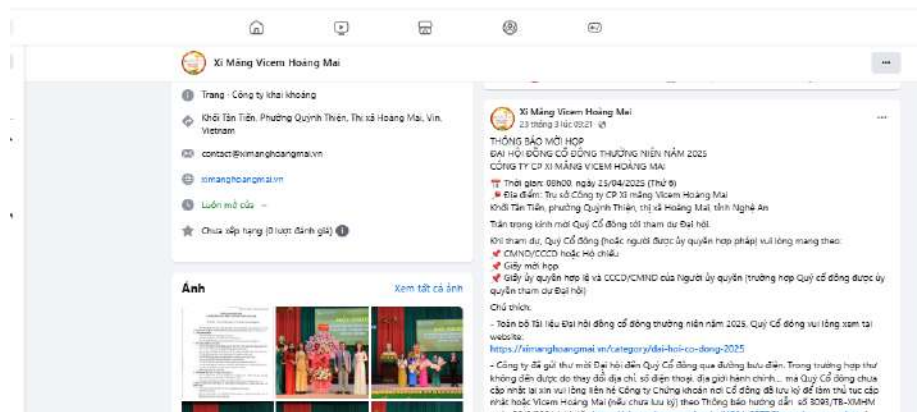 Xi Măng Vicem Hoàng Mai
Trang · Công ty khai khoáng
Khối Tân Tiến, Phường Quỳnh Thiện, Thị xã Hoàng Mai, Vin,
Vietnam
contact@ximanghoangmai.vn
ximanghoangmai.vn
Luôn mở cửa
Chưa xếp hạng (0 lượt đánh giá)
Ảnh
Xem tất cả ảnh
Xi Măng Vicem Hoàng Mai
23 tháng 3 lúc 09:21
THÔNG BÁO MỜI HỌP
ĐẠI HỘI ĐỒNG CỔ ĐÔNG THƯỜNG NIÊN NĂM 2025
CÔNG TY CP XI MĂNG VICEM HOÀNG MAI
Thời gian: 08h00, ngày 25/04/2025 (Thứ 6)
Địa điểm: Trụ sở Công ty CP Xi măng Vicem Hoàng Mai
Khối Tân Tiến, phường Quỳnh Thiện, thị xã Hoàng Mai, tỉnh Nghệ An
Trân trọng kính mời Quý Cổ đông tới tham dự Đại hội.
Khi tham dự, Quý Cổ đông (hoặc người được ủy quyền hợp pháp) vui lòng mang theo:
CMND/CCCD hoặc Hộ chiếu
Giấy mời họp
Giấy ủy quyền hợp lệ và CCCD/CMND của Người ủy quyền (trường hợp Quý cổ đông được ủy
quyền tham dự Đại hội)
Chú thích:
- Toàn bộ Tài liệu Đại hội đồng cổ đông thường niên năm 2025, Quý Cổ đông vui lòng xem tại
website:
https://ximanghoangmai.vn/category/dai-hoi-co-dong-2025
- Công ty đã gửi thư mời Đại hội đến Quý Cổ đông qua đường bưu điện. Trong trường hợp thư
không đến được do thay đổi địa chỉ, số điện thoại, địa giới hành chính... mà Quý Cổ đông chưa
cập nhật lại xin vui lòng liên hệ Công ty Chứng khoán nơi Cổ đông đã lưu ký để làm thủ tục cập
nhật hoặc Vicem Hoàng Mai (nếu chưa lưu ký) theo Thông báo hướng dẫn số 3093/TB-XMHM